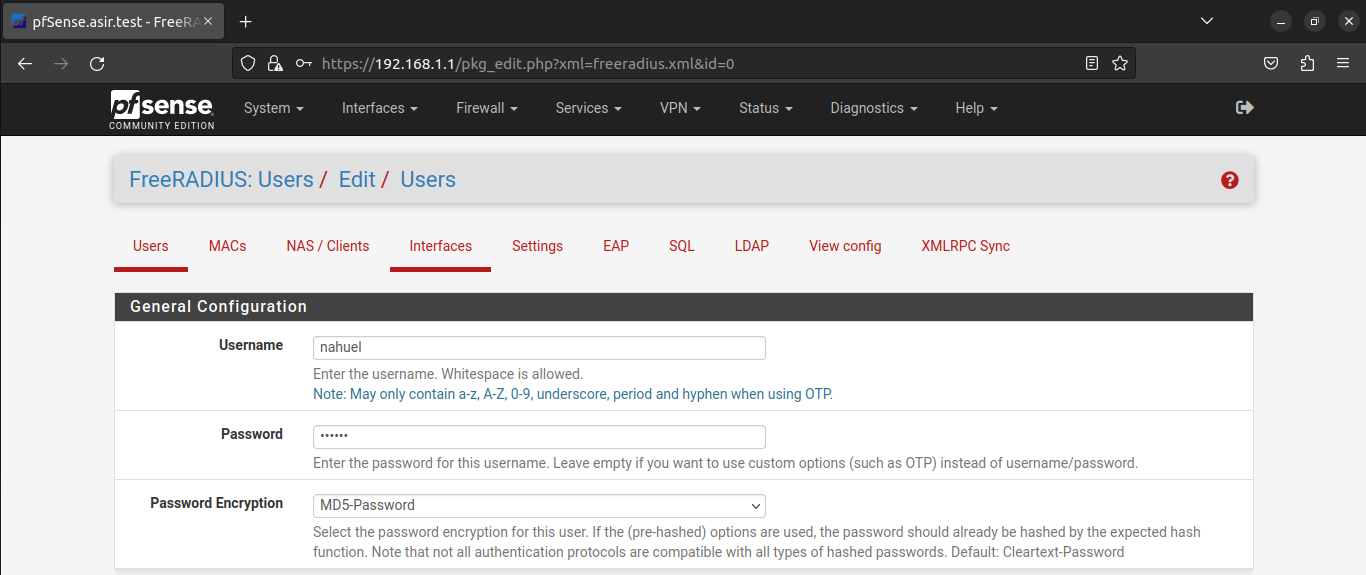 pfSense.asir.test - FreeRA
https://192.168.1.1/pkg_edit.php?xml=freeradius.xml&id=0
pfsense
COMMUNITY EDITION
System Interfaces Firewall Services VPN Status Diagnostics Help
FreeRADIUS: Users / Edit / Users
Users MACs NAS / Clients Interfaces Settings EAP SQL LDAP View config XMLRPC Sync
General Configuration
Username nahuel
Enter the username. Whitespace is allowed.
Note: May only contain a-z, A-Z, 0-9, underscore, period and hyphen when using OTP.
Password ••••••
Enter the password for this username. Leave empty if you want to use custom options (such as OTP) instead of username/password.
Password Encryption MD5-Password
Select the password encryption for this user. If the (pre-hashed) options are used, the password should already be hashed by the expected hash
function. Note that not all authentication protocols are compatible with all types of hashed passwords. Default: Cleartext-Password